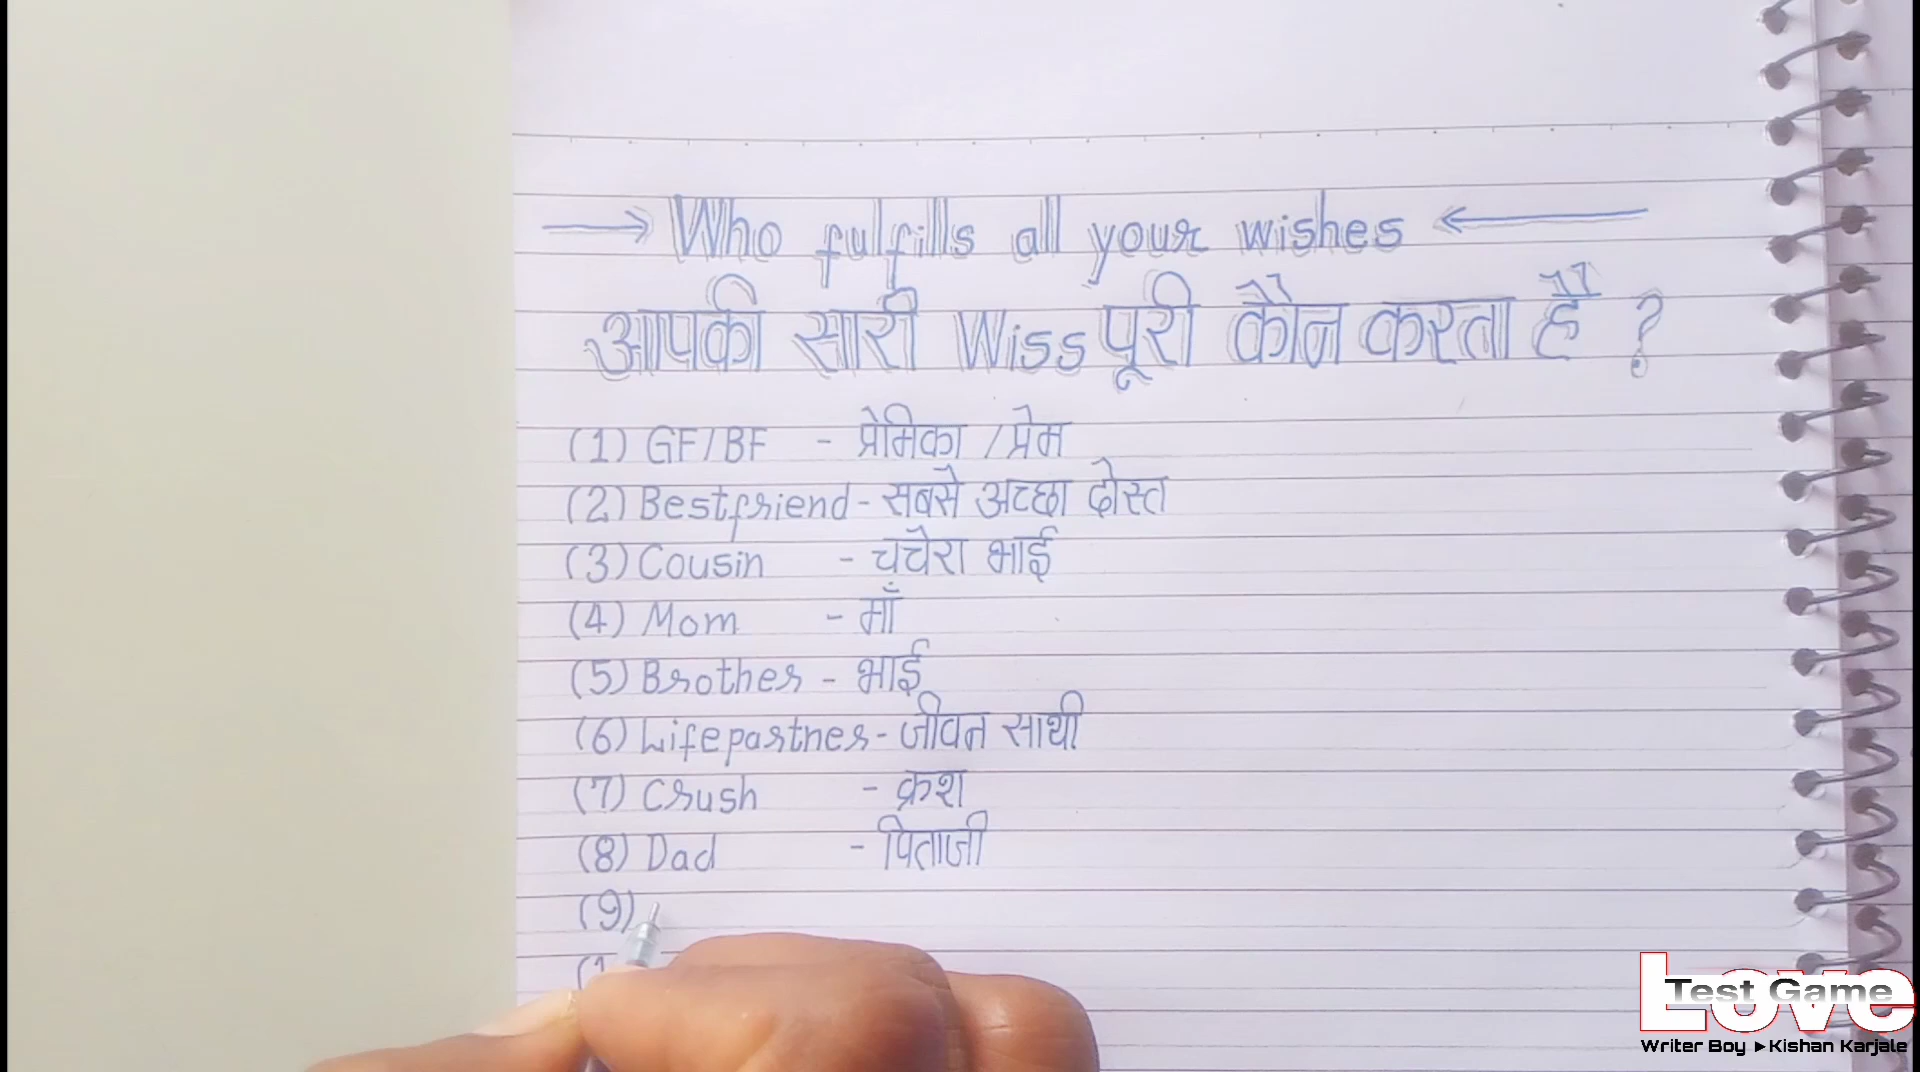 Who fulfills all your wishes
आपकी सारी Wiss पूरी कौन करता है ?
(1) GF/BF - प्रेमिका / प्रेम
(2) Bestfriend - सबसे अच्छा दोस्त
(3) Cousin - चचेरा भाई
(4) Mom - माँ
(5) Brother - भाई
(6) Lifepartner - जीवन साथी
(7) Crush - क्रश
(8) Dad - पिताजी
(9)
(1
Love
Test Game
Writer Boy ►Kishan Karjale